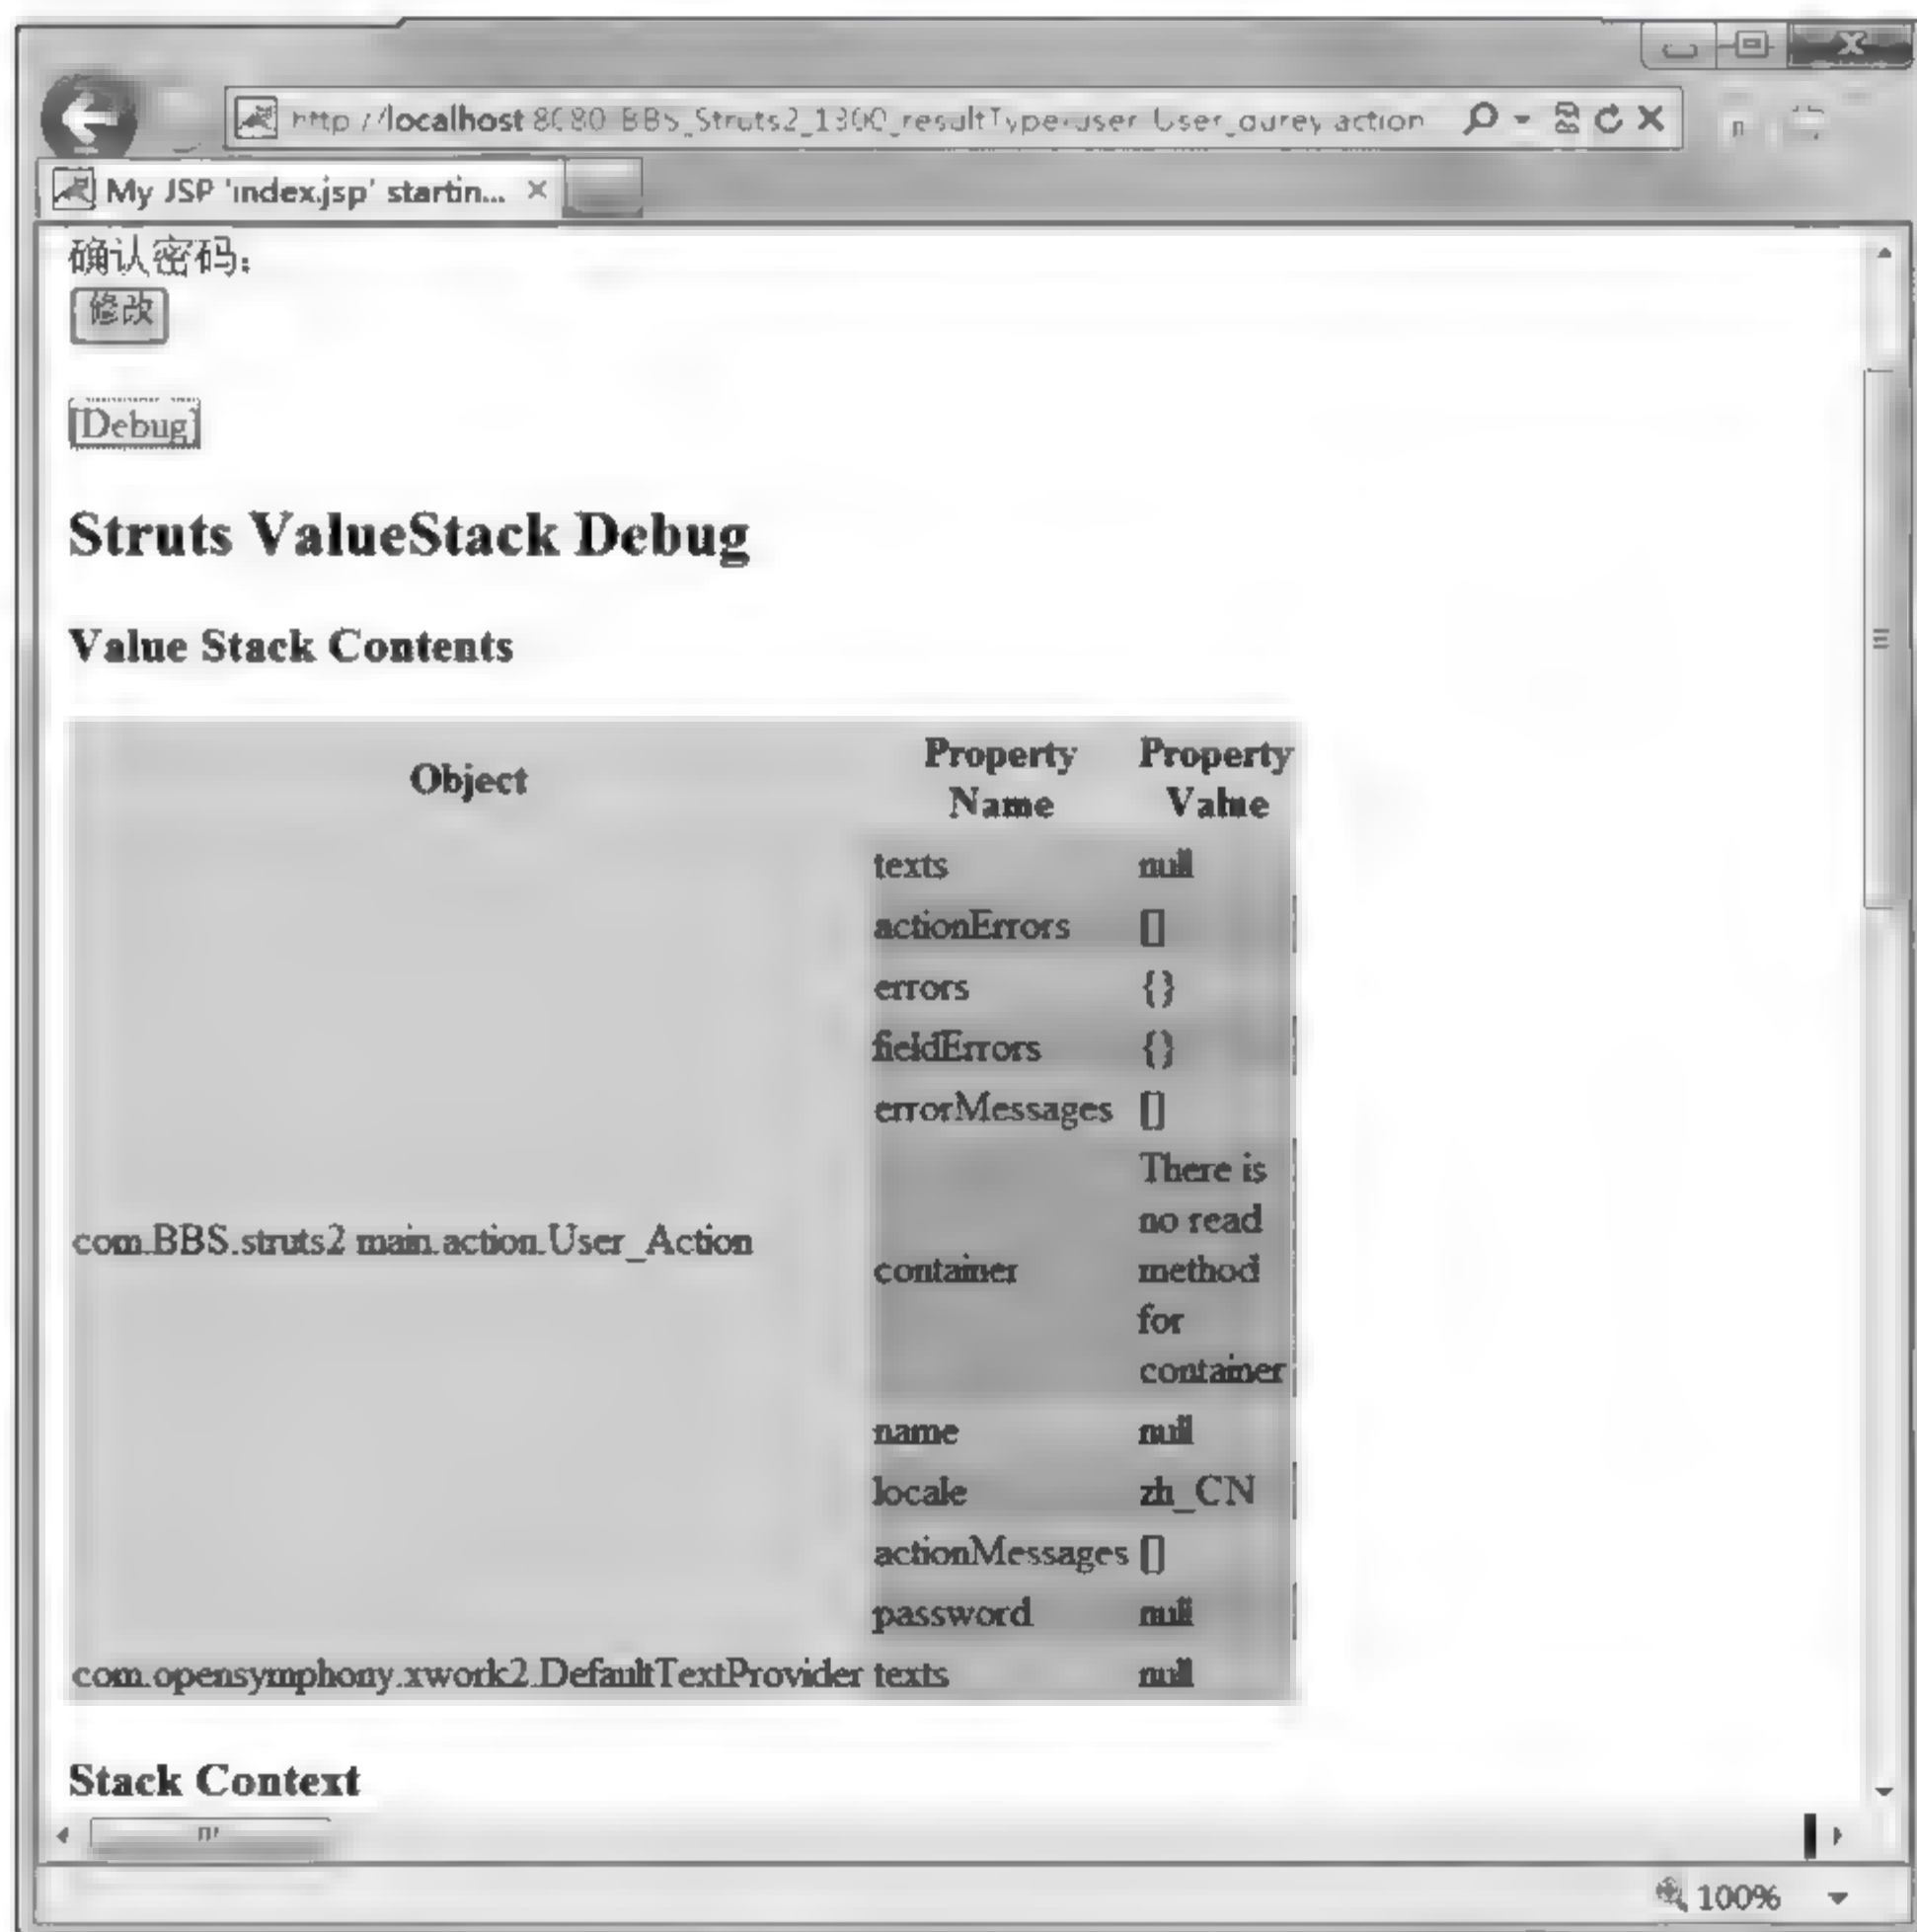 http://localhost:8080/BBS_Struts2_1300_resultType/user/User_qurey.action
My JSP 'index.jsp' startin...
确认密码:
修改
[Debug]
Struts ValueStack Debug
Value Stack Contents
Object Property Name Property Value
texts null
actionErrors []
errors {}
fieldErrors {}
errorMessages []
com.BBS.struts2.main.action.User_Action container There is no read method for container
name null
locale zh_CN
actionMessages []
password null
com.opensymphony.xwork2.DefaultTextProvider texts null
Stack Context
100%